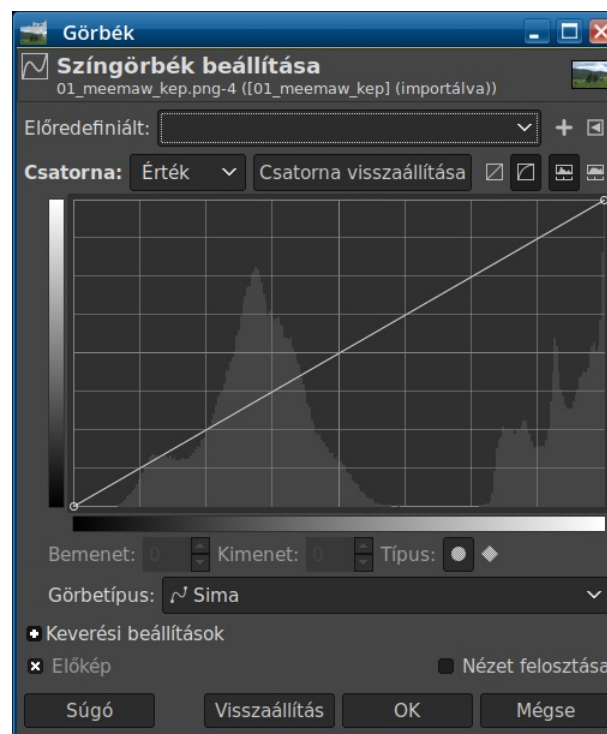 Görbék
Színgörbék beállítása
01_meemaw_kep.png-4 ([01_meemaw_kep] (importálva))
Előredefiniált:
Csatorna: Érték Csatorna visszaállítása
Bemenet: 0 Kimenet: 0 Típus:
Görbetípus: Sima
Keverési beállítások
Előkép Nézet felosztása
Súgó Visszaállítás OK Mégse